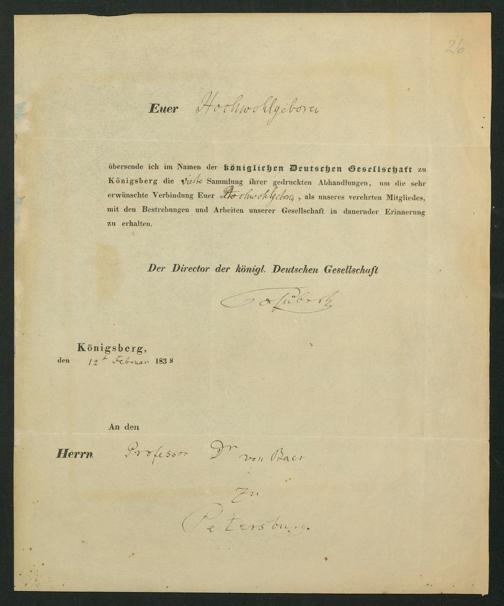 26
Euer Hochwohlgeboren
übersende ich im Namen der königlichen Deutschen Gesellschaft zu
Königsberg die vierte Sammlung ihrer gedruckten Abhandlungen, um die sehr
erwünschte Verbindung Euer Hochwohlgebor, als unseres verehrten Mitgliedes,
mit den Bestrebungen und Arbeiten unserer Gesellschaft in dauernder Erinnerung
zu erhalten.
Der Director der königl. Deutschen Gesellschaft
Königsberg,
den 12t Februar 1838
An den
Herrn Professor Dr von Baer
zu
Petersburg.